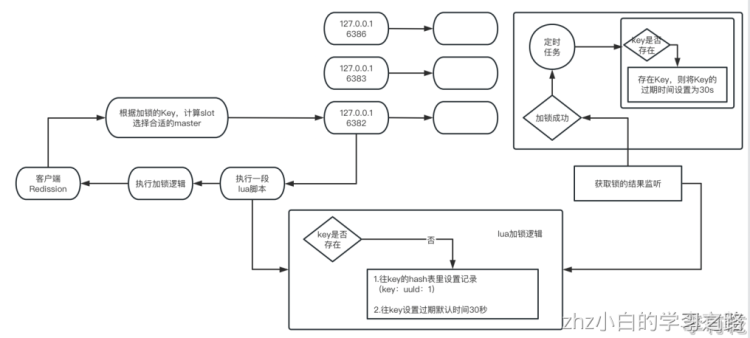 127.0.0.1
6386
127.0.0.1
6383
127.0.0.1
6382
根据加锁的Key，计算slot
选择合适的master
客户端
Redission
执行加锁逻辑
执行一段
lua脚本
定时
任务
key是否
存在
存在Key，则将Key的
过期时间设置为30s
加锁成功
获取锁的结果监听
key是否
存在
否
lua加锁逻辑
1.往key的hash表里设置记录
（key：uuId：1）
2.往key设置过期默认时间30秒
zhz小白的学习之路